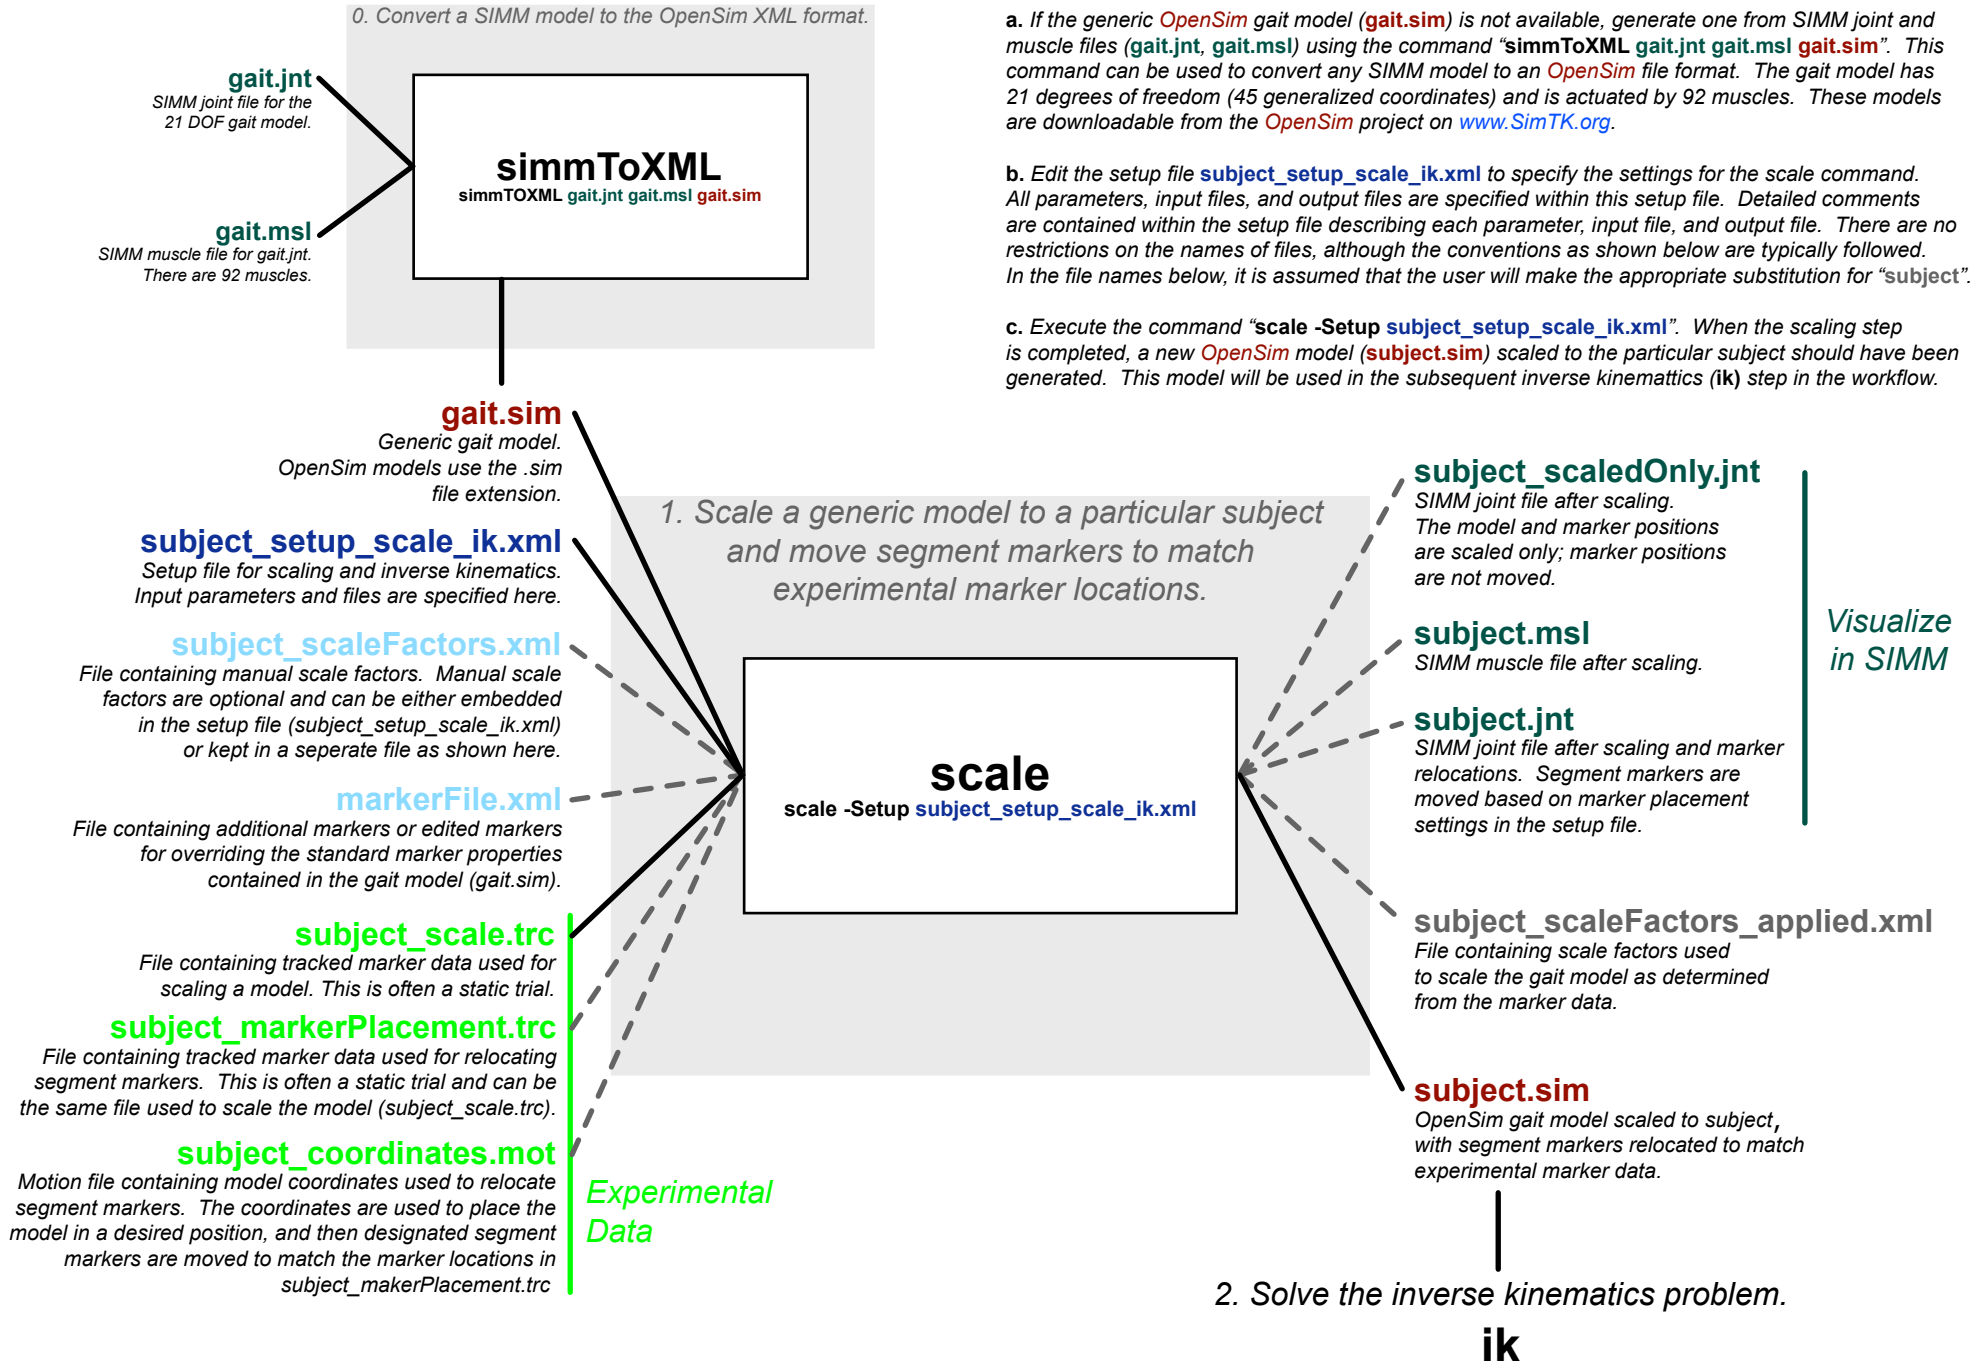 0. Convert a SIMM model to the OpenSim XML format.
gait.jnt
SIMM joint file for the
21 DOF gait model.
gait.msl
SIMM muscle file for gait.jnt.
There are 92 muscles.
simmToXML
simmTOXML gait.jnt gait.msl gait.sim
a. If the generic OpenSim gait model (gait.sim) is not available, generate one from SIMM joint and
muscle files (gait.jnt, gait.msl) using the command “simmToXML gait.jnt gait.msl gait.sim”. This
command can be used to convert any SIMM model to an OpenSim file format. The gait model has
21 degrees of freedom (45 generalized coordinates) and is actuated by 92 muscles. These models
are downloadable from the OpenSim project on www.SimTK.org.
b. Edit the setup file subject_setup_scale_ik.xml to specify the settings for the scale command.
All parameters, input files, and output files are specified within this setup file. Detailed comments
are contained within the setup file describing each parameter, input file, and output file. There are no
restrictions on the names of files, although the conventions as shown below are typically followed.
In the file names below, it is assumed that the user will make the appropriate substitution for “subject”.
c. Execute the command “scale -Setup subject_setup_scale_ik.xml”. When the scaling step
is completed, a new OpenSim model (subject.sim) scaled to the particular subject should have been
generated. This model will be used in the subsequent inverse kinemattics (ik) step in the workflow.
gait.sim
Generic gait model.
OpenSim models use the .sim
file extension.
subject_setup_scale_ik.xml
Setup file for scaling and inverse kinematics.
Input parameters and files are specified here.
subject_scaleFactors.xml
File containing manual scale factors. Manual scale
factors are optional and can be either embedded
in the setup file (subject_setup_scale_ik.xml)
or kept in a seperate file as shown here.
markerFile.xml
File containing additional markers or edited markers
for overriding the standard marker properties
contained in the gait model (gait.sim).
subject_scale.trc
File containing tracked marker data used for
scaling a model. This is often a static trial.
subject_markerPlacement.trc
File containing tracked marker data used for relocating
segment markers. This is often a static trial and can be
the same file used to scale the model (subject_scale.trc).
subject_coordinates.mot
Motion file containing model coordinates used to relocate
segment markers. The coordinates are used to place the
model in a desired position, and then designated segment
markers are moved to match the marker locations in
subject_makerPlacement.trc
Experimental
Data
1. Scale a generic model to a particular subject
and move segment markers to match
experimental marker locations.
scale
scale -Setup subject_setup_scale_ik.xml
subject_scaledOnly.jnt
SIMM joint file after scaling.
The model and marker positions
are scaled only; marker positions
are not moved.
subject.msl
SIMM muscle file after scaling.
subject.jnt
SIMM joint file after scaling and marker
relocations. Segment markers are
moved based on marker placement
settings in the setup file.
Visualize
in SIMM
subject_scaleFactors_applied.xml
File containing scale factors used
to scale the gait model as determined
from the marker data.
subject.sim
OpenSim gait model scaled to subject,
with segment markers relocated to match
experimental marker data.
2. Solve the inverse kinematics problem.
ik